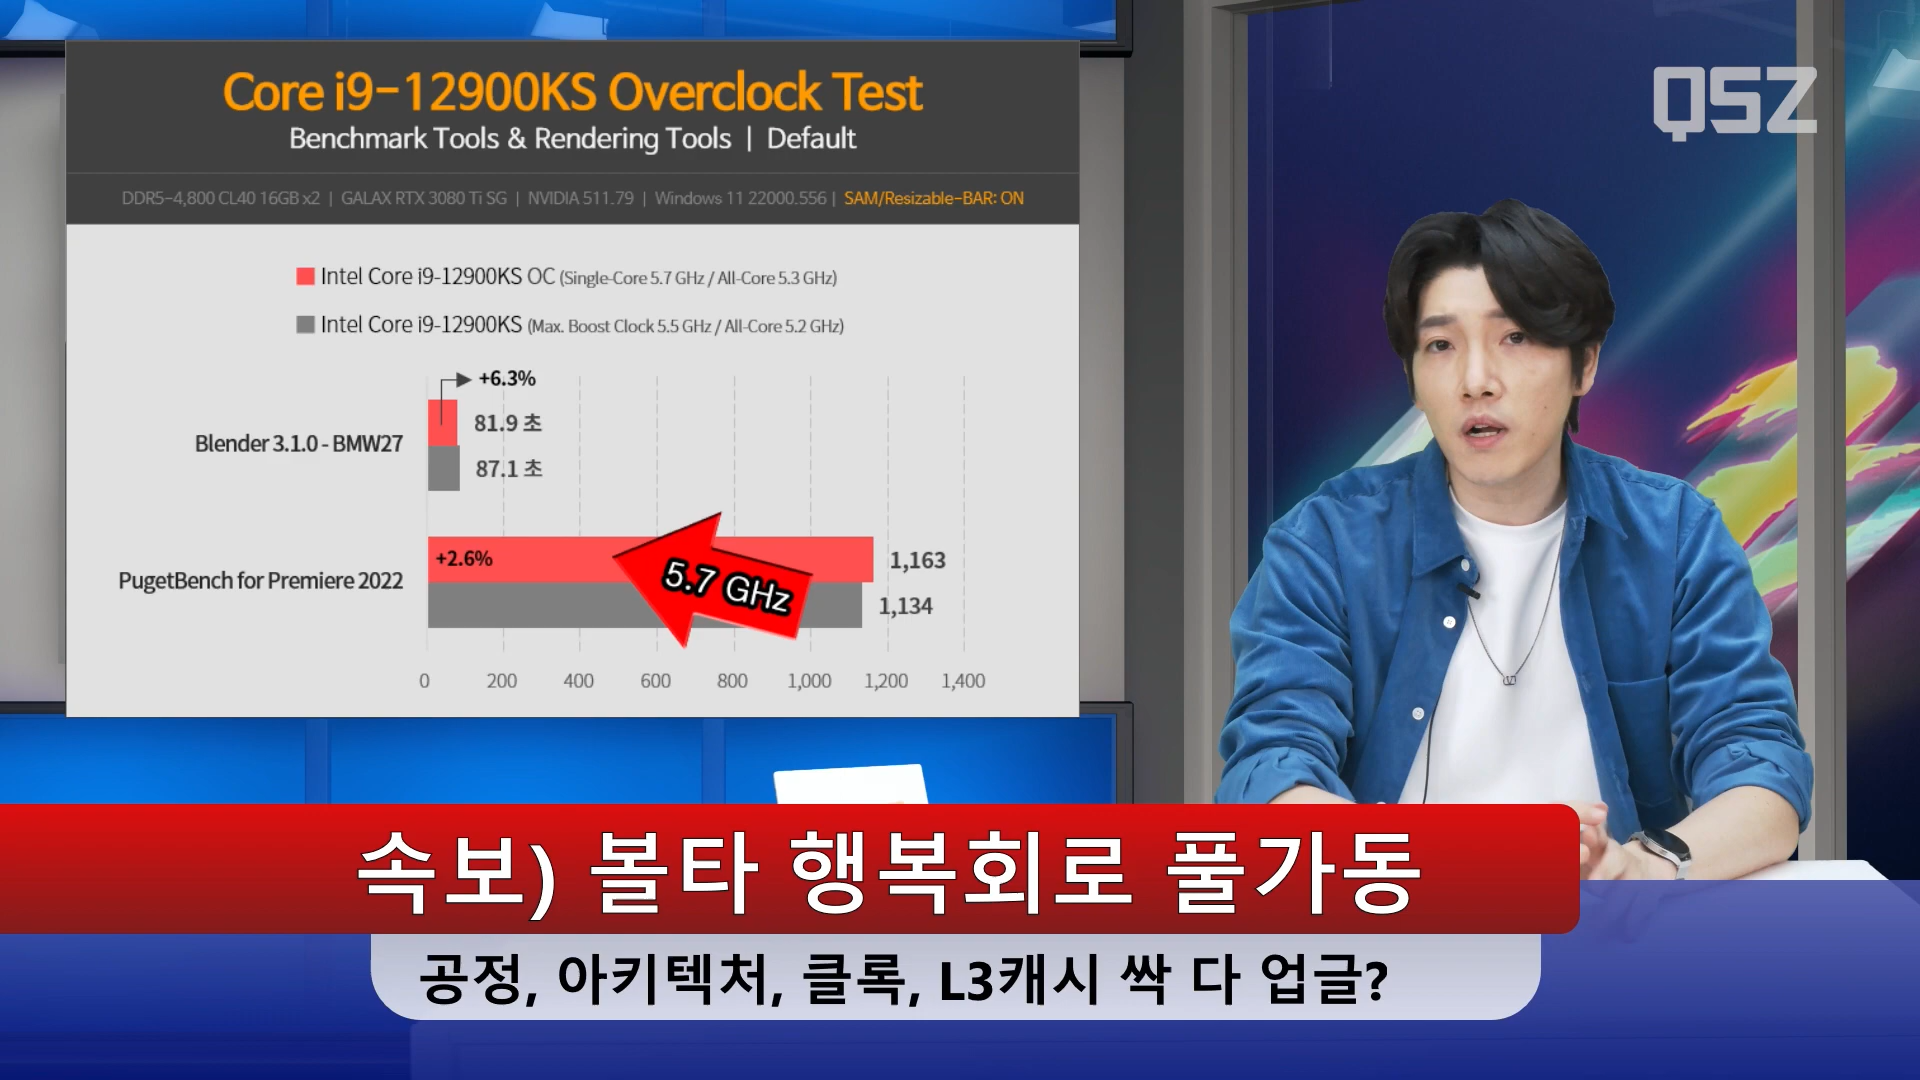 Core i9-12900KS Overclock Test
Benchmark Tools & Rendering Tools | Default
DDR5-4,800 CL40 16GB x2 | GALAX RTX 3080 Ti SG | NVIDIA 511.79 | Windows 11 22000.556 | SAM/Resizable-BAR: ON
QSZ
Intel Core i9-12900KS OC (Single-Core 5.7 GHz / All-Core 5.3 GHz)
Intel Core i9-12900KS (Max. Boost Clock 5.5 GHz / All-Core 5.2 GHz)
+6.3%
81.9 초
Blender 3.1.0 - BMW27
87.1 초
+2.6%
1,163
PugetBench for Premiere 2022
5.7 GHz
1,134
0 200 400 600 800 1,000 1,200 1,400
속보) 볼타 행복회로 풀가동
공정, 아키텍처, 클록, L3캐시 싹 다 업글?